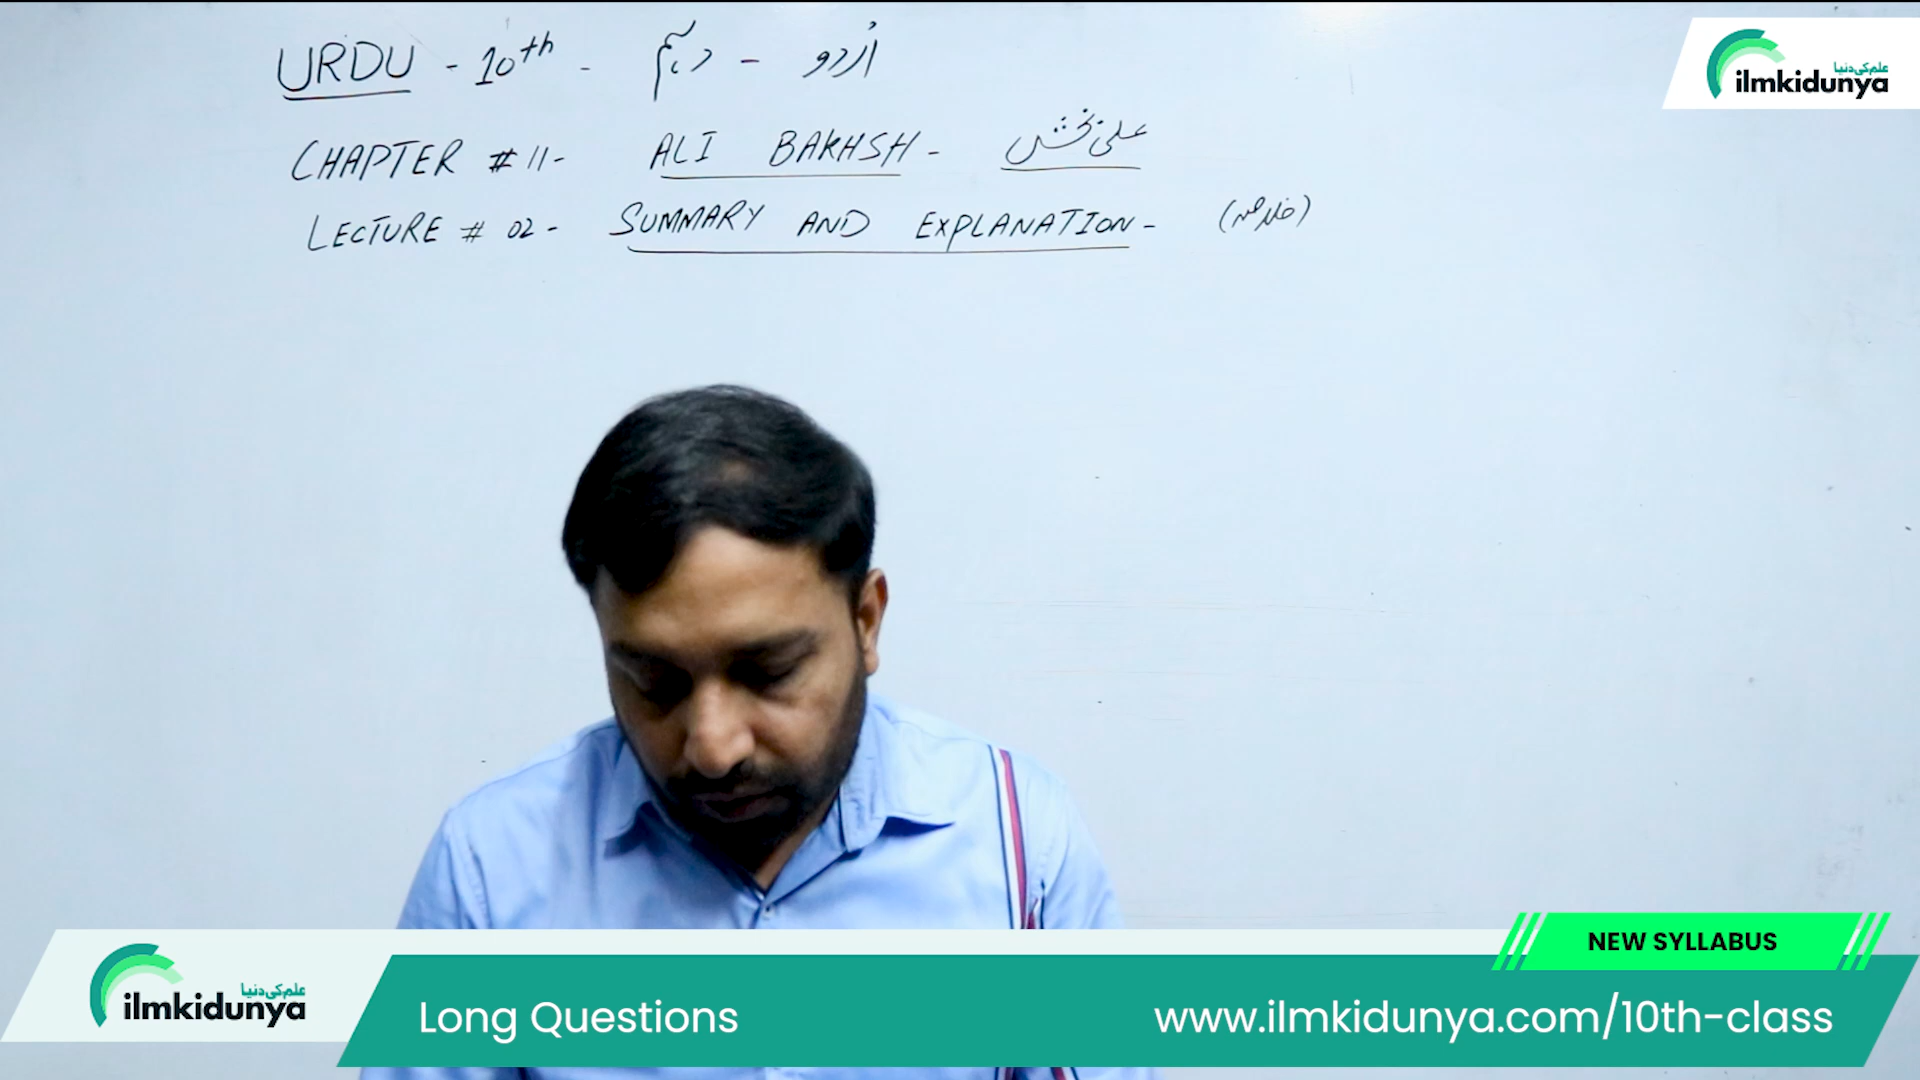 URDU - 10th - دہم - اُردو
علم کی دنیا
ilmkidunya
CHAPTER # 11 - ALI BAKHSH - علی بخش
LECTURE # 02 - SUMMARY AND EXPLANATION - (خلاصہ)
NEW SYLLABUS
علم کی دنیا
ilmkidunya
Long Questions
www.ilmkidunya.com/10th-class